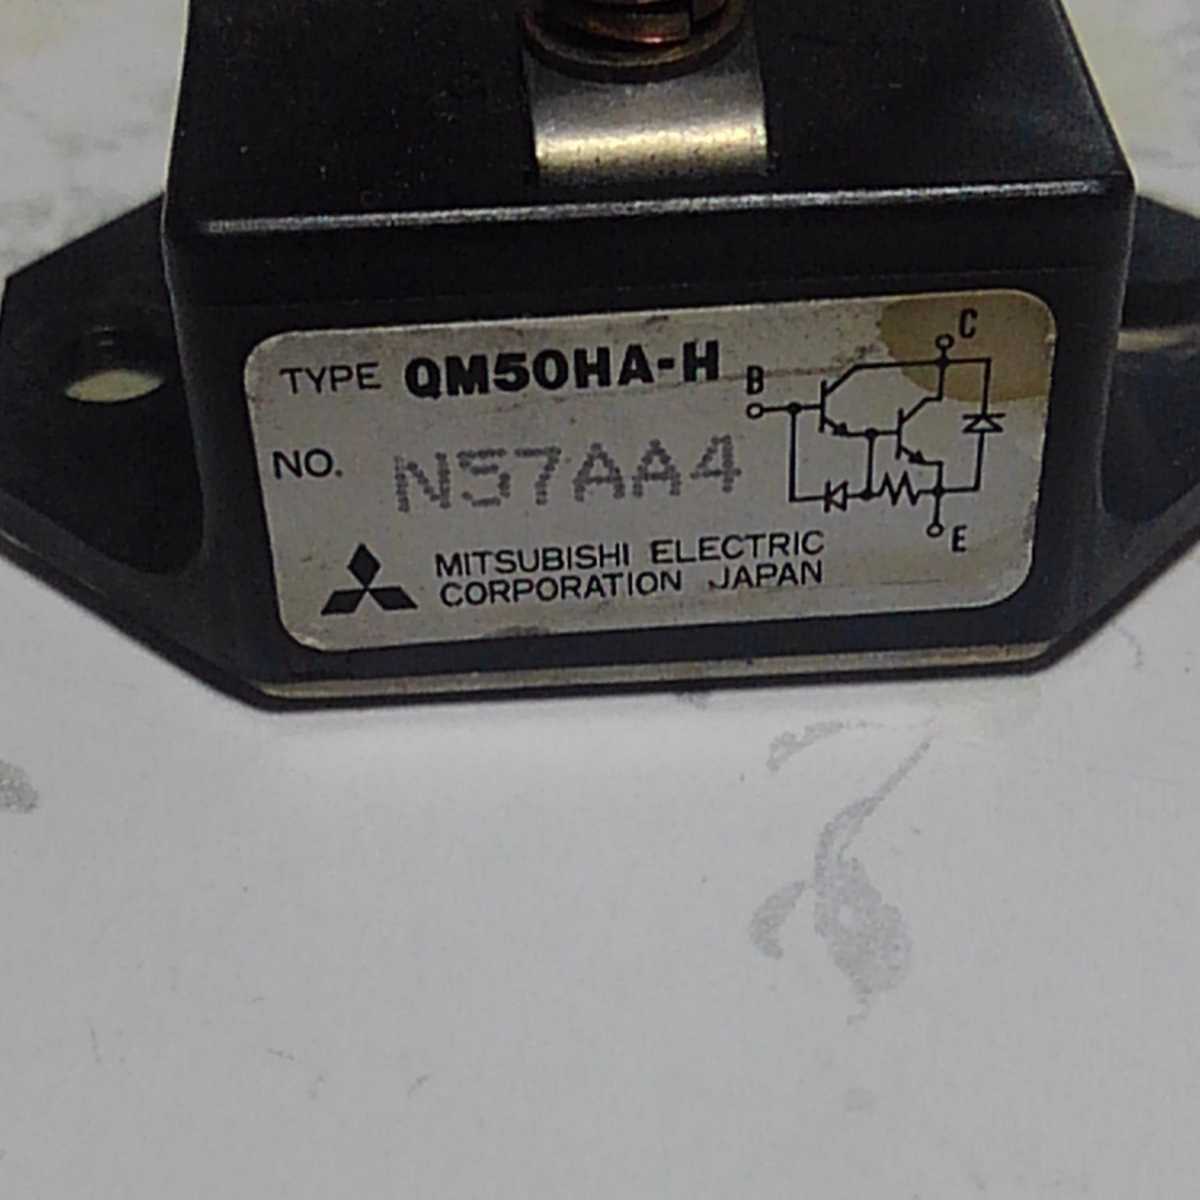 TYPE QM50HA-H
NO. N57AA4
MITSUBISHI ELECTRIC
CORPORATION JAPAN
B
C
E